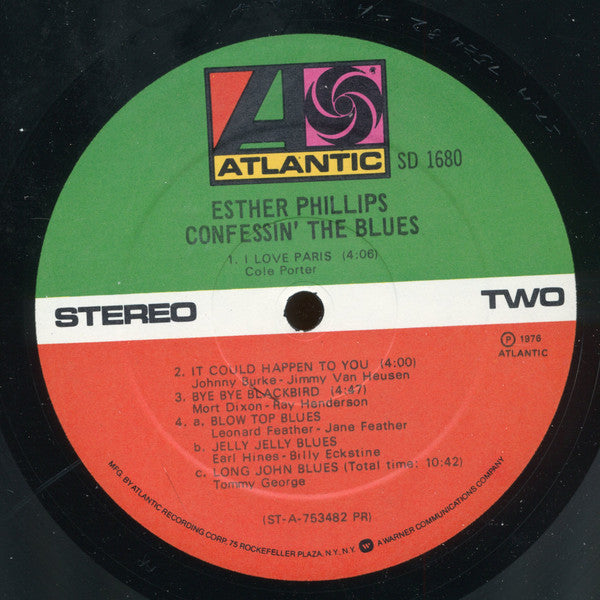 ATLANTIC
SD 1680
ESTHER PHILLIPS
CONFESSIN' THE BLUES
1. I LOVE PARIS (4:06)
Cole Porter
STEREO
TWO
℗ 1976
ATLANTIC
2. IT COULD HAPPEN TO YOU (4:00)
Johnny Burke - Jimmy Van Heusen
3. BYE BYE BLACKBIRD (4:47)
Mort Dixon - Ray Henderson
4. a. BLOW TOP BLUES
Leonard Feather - Jane Feather
b. JELLY JELLY BLUES
Earl Hines - Billy Eckstine
c. LONG JOHN BLUES (Total time: 10:42)
Tommy George
(ST-A-753482 PR)
MFG. BY ATLANTIC RECORDING CORP., 75 ROCKEFELLER PLAZA, N.Y. N.Y. A WARNER COMMUNICATIONS COMPANY